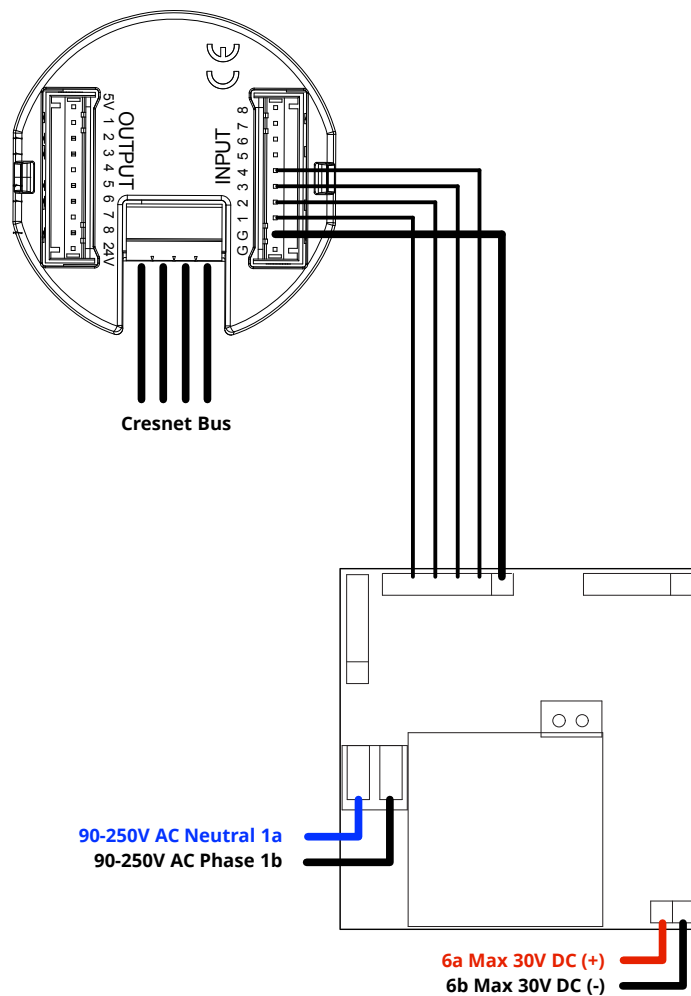 CE
OUTPUT
5V 1 2 3 4 5 6 7 8 24V
INPUT
G G 1 2 3 4 5 6 7 8
Cresnet Bus
90-250V AC Neutral 1a
90-250V AC Phase 1b
6a Max 30V DC (+)
6b Max 30V DC (-)